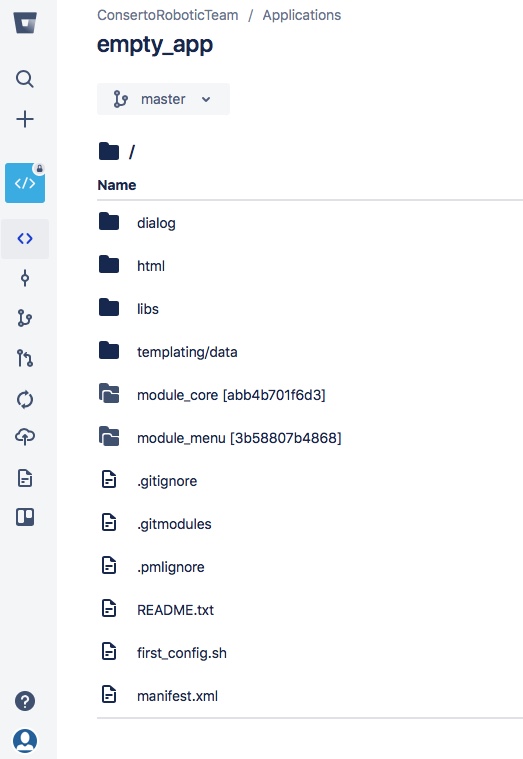 ConsertoRoboticTeam / Applications
empty_app
master
/
Name
dialog
html
libs
templating/data
module_core [abb4b701f6d3]
module_menu [3b58807b4868]
.gitignore
.gitmodules
.pmlignore
README.txt
first_config.sh
manifest.xml